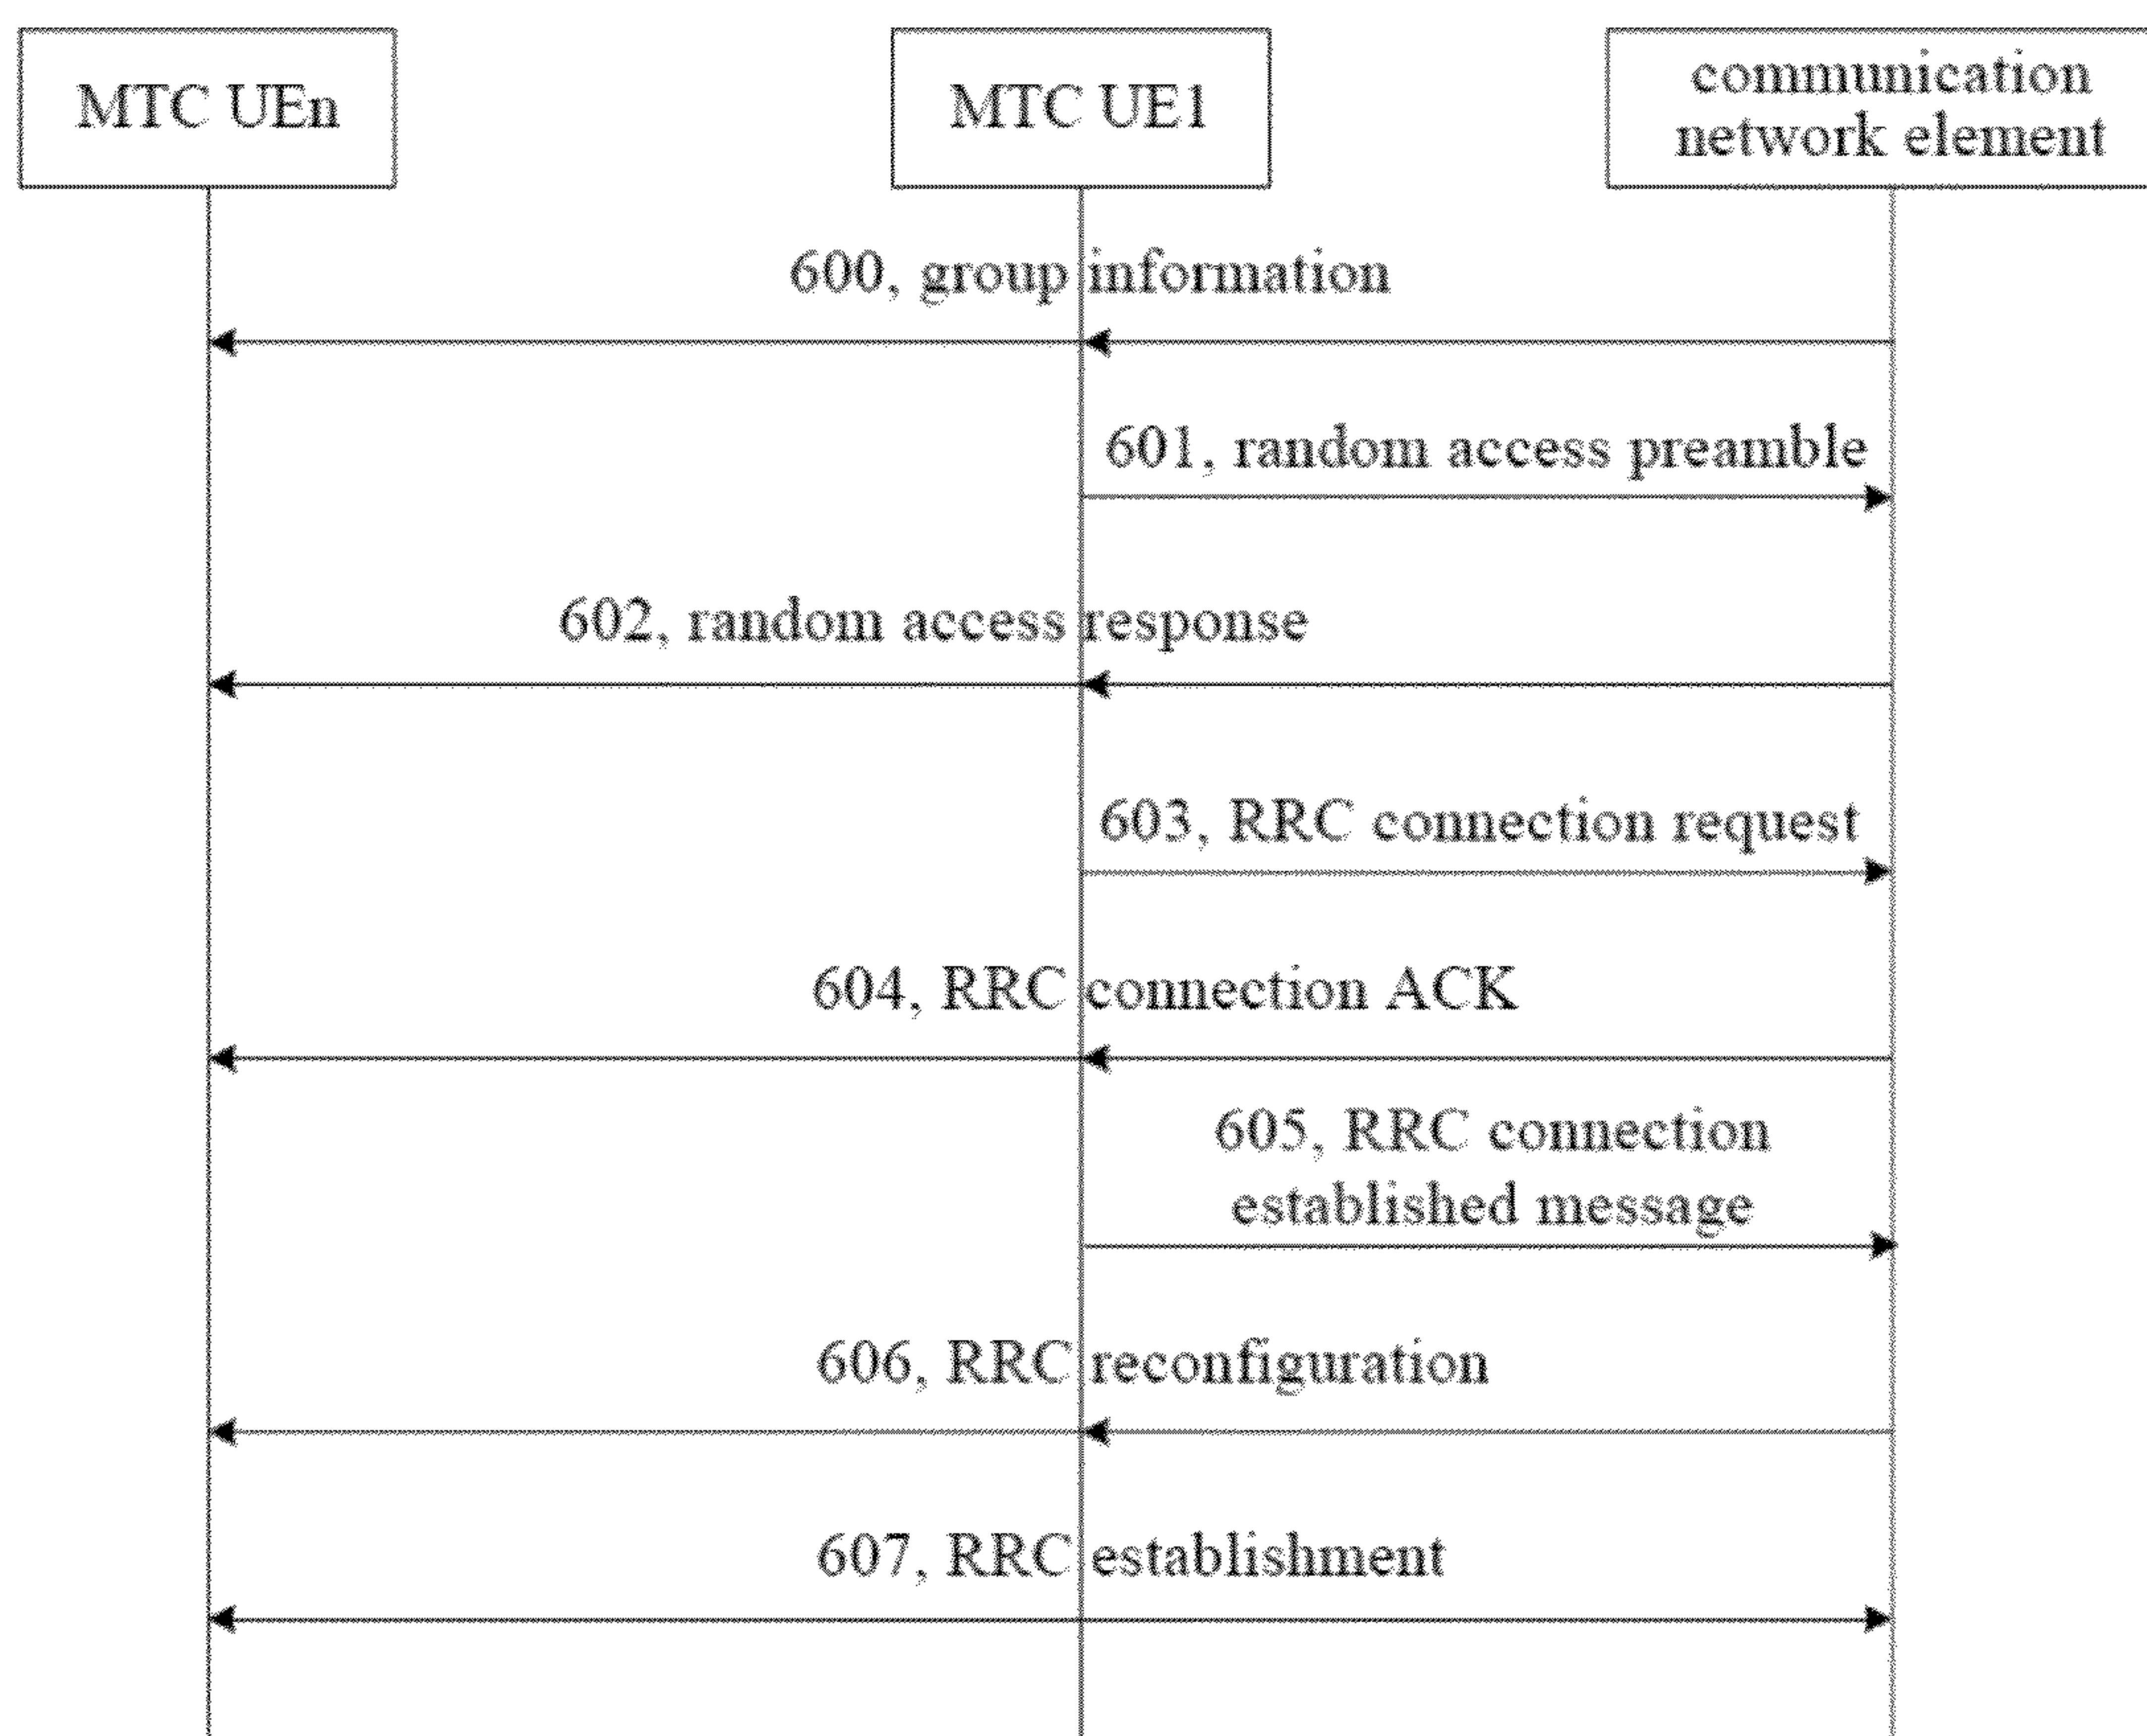 MTC UEn
MTC UE1
communication
network element
600, group information
601, random access preamble
602, random access response
603, RRC connection request
604, RRC connection ACK
605, RRC connection
established message
606, RRC reconfiguration
607, RRC establishment